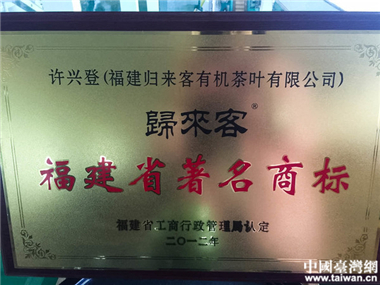 许兴登(福建归来客有机茶叶有限公司)
歸來客®
福建省著名商标
福建省工商行政管理局认定
二〇一二年
中國臺灣網
www.taiwan.cn